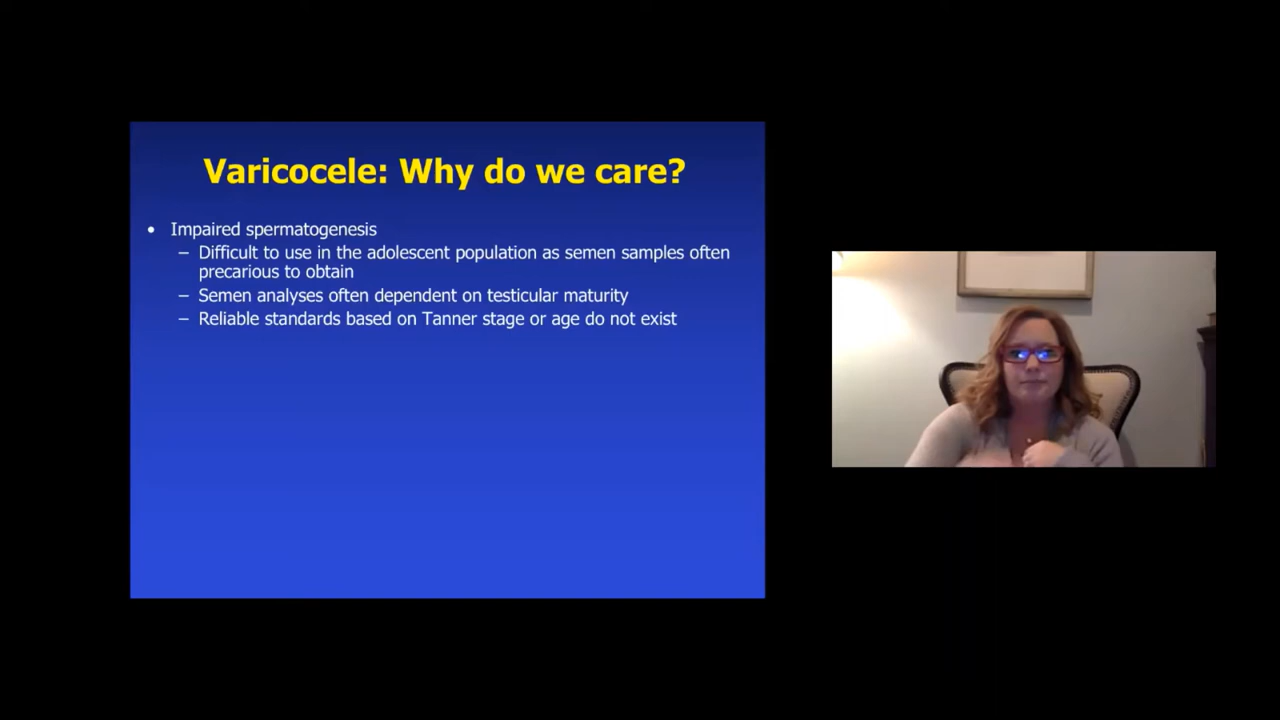 Varicocele: Why do we care?
• Impaired spermatogenesis
– Difficult to use in the adolescent population as semen samples often
precarious to obtain
– Semen analyses often dependent on testicular maturity
– Reliable standards based on Tanner stage or age do not exist